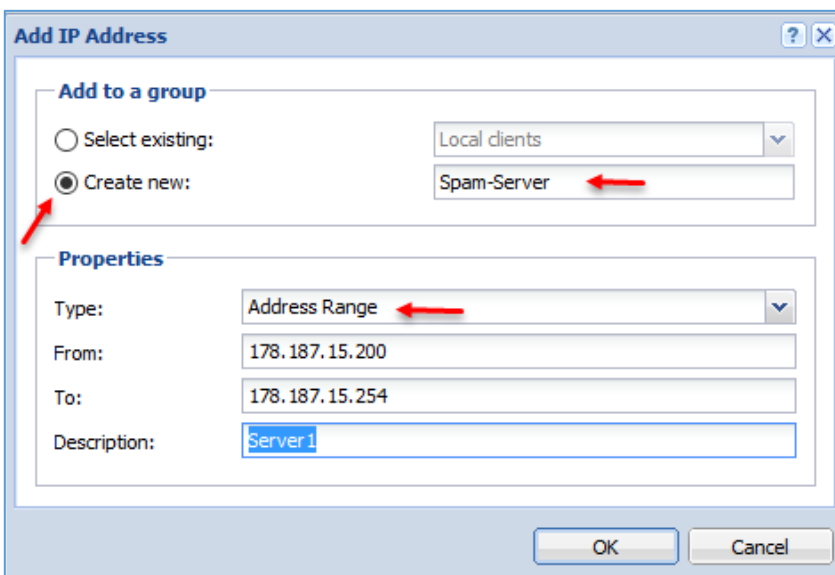 Add IP Address ?
Add to a group
Select existing: Local clients
Create new: Spam-Server
Properties
Type: Address Range
From: 178.187.15.200
To: 178.187.15.254
Description: Server1
OK Cancel